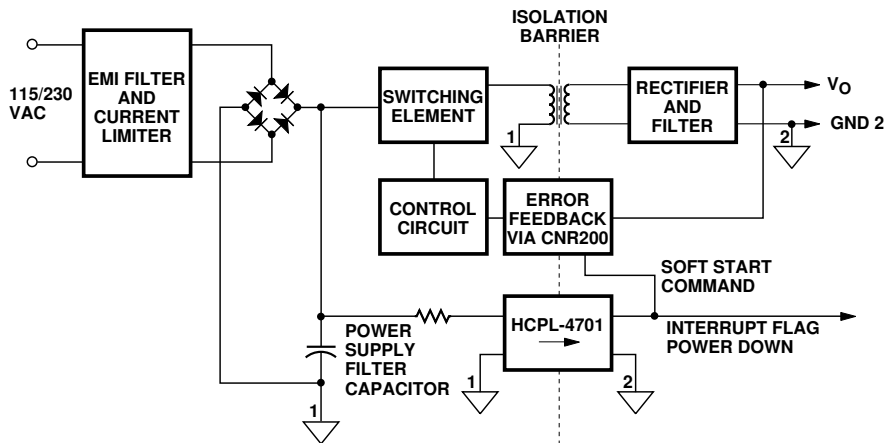 ISOLATION
BARRIER
115/230
VAC
EMI FILTER
AND
CURRENT
LIMITER
SWITCHING
ELEMENT
1
RECTIFIER
AND
FILTER
VO
GND 2
2
CONTROL
CIRCUIT
ERROR
FEEDBACK
VIA CNR200
SOFT START
COMMAND
POWER
SUPPLY
FILTER
CAPACITOR
HCPL-4701
INTERRUPT FLAG
POWER DOWN
1
1
2